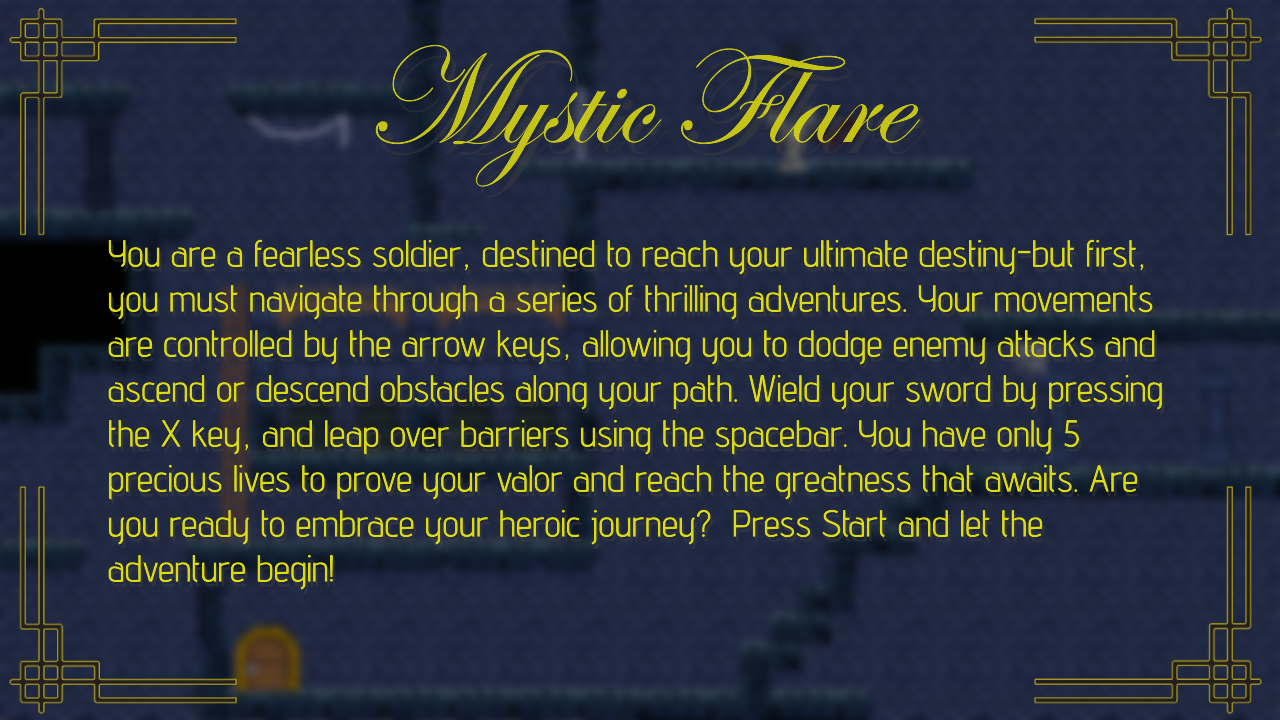 Mystic Flare
You are a fearless soldier, destined to reach your ultimate destiny-but first,
you must navigate through a series of thrilling adventures. Your movements
are controlled by the arrow keys, allowing you to dodge enemy attacks and
ascend or descend obstacles along your path. Wield your sword by pressing
the X key, and leap over barriers using the spacebar. You have only 5
precious lives to prove your valor and reach the greatness that awaits. Are
you ready to embrace your heroic journey?  Press Start and let the
adventure begin!